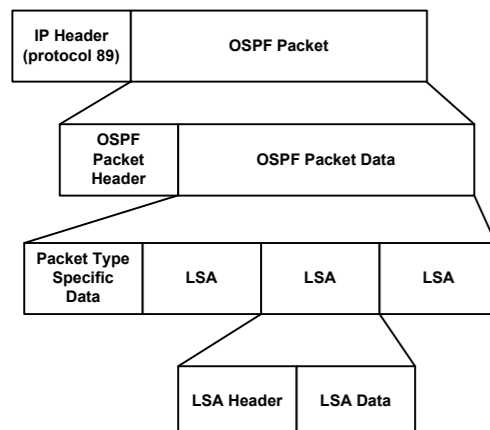 IP Header
(protocol 89)
OSPF Packet
OSPF
Packet
Header
OSPF Packet Data
Packet Type
Specific
Data
LSA
LSA
LSA
LSA Header
LSA Data